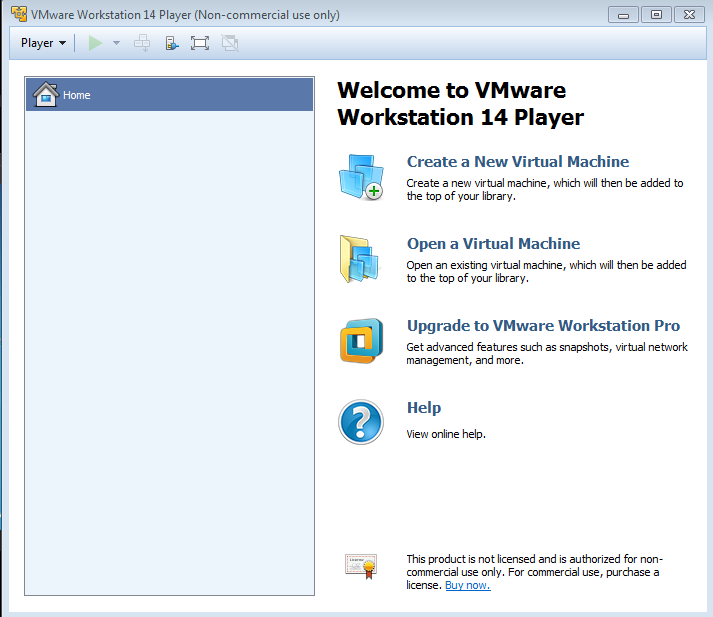 VMware Workstation 14 Player (Non-commercial use only)
Player
Home
Welcome to VMware
Workstation 14 Player
Create a New Virtual Machine
Create a new virtual machine, which will then be added to
the top of your library.
Open a Virtual Machine
Open an existing virtual machine, which will then be added
to the top of your library.
Upgrade to VMware Workstation Pro
Get advanced features such as snapshots, virtual network
management, and more.
Help
View online help.
This product is not licensed and is authorized for non-
commercial use only. For commercial use, purchase a
license. Buy now.